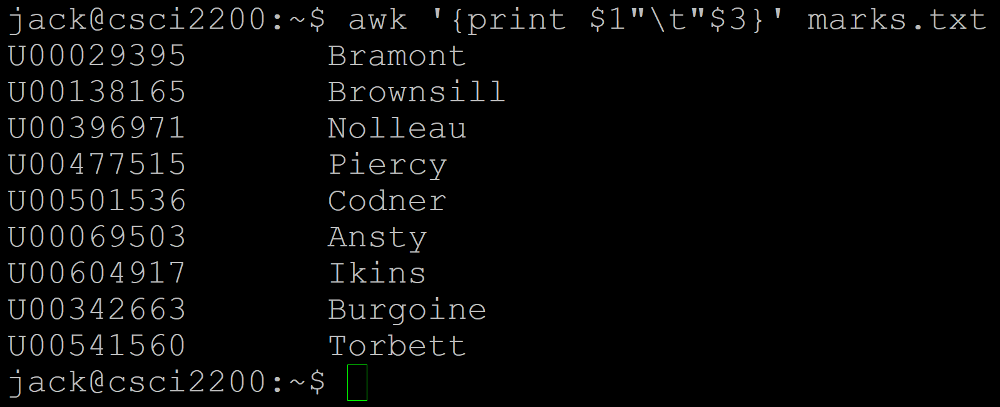 jack@csci2200:~$ awk '{print $1"\t"$3}' marks.txt
U00029395       Bramont
U00138165       Brownsill
U00396971       Nolleau
U00477515       Piercy
U00501536       Codner
U00069503       Ansty
U00604917       Ikins
U00342663       Burgoine
U00541560       Torbett
jack@csci2200:~$